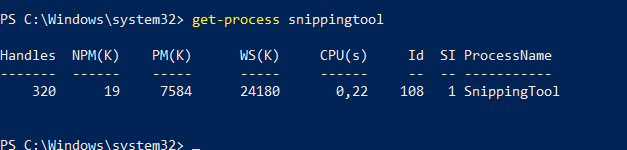 PS C:\Windows\system32> get-process snippingtool
Handles NPM(K) PM(K) WS(K) CPU(s) Id SI ProcessName
------- ------ ----- ----- ------ -- -- -----------
320 19 7584 24180 0,22 108 1 SnippingTool
PS C:\Windows\system32> _